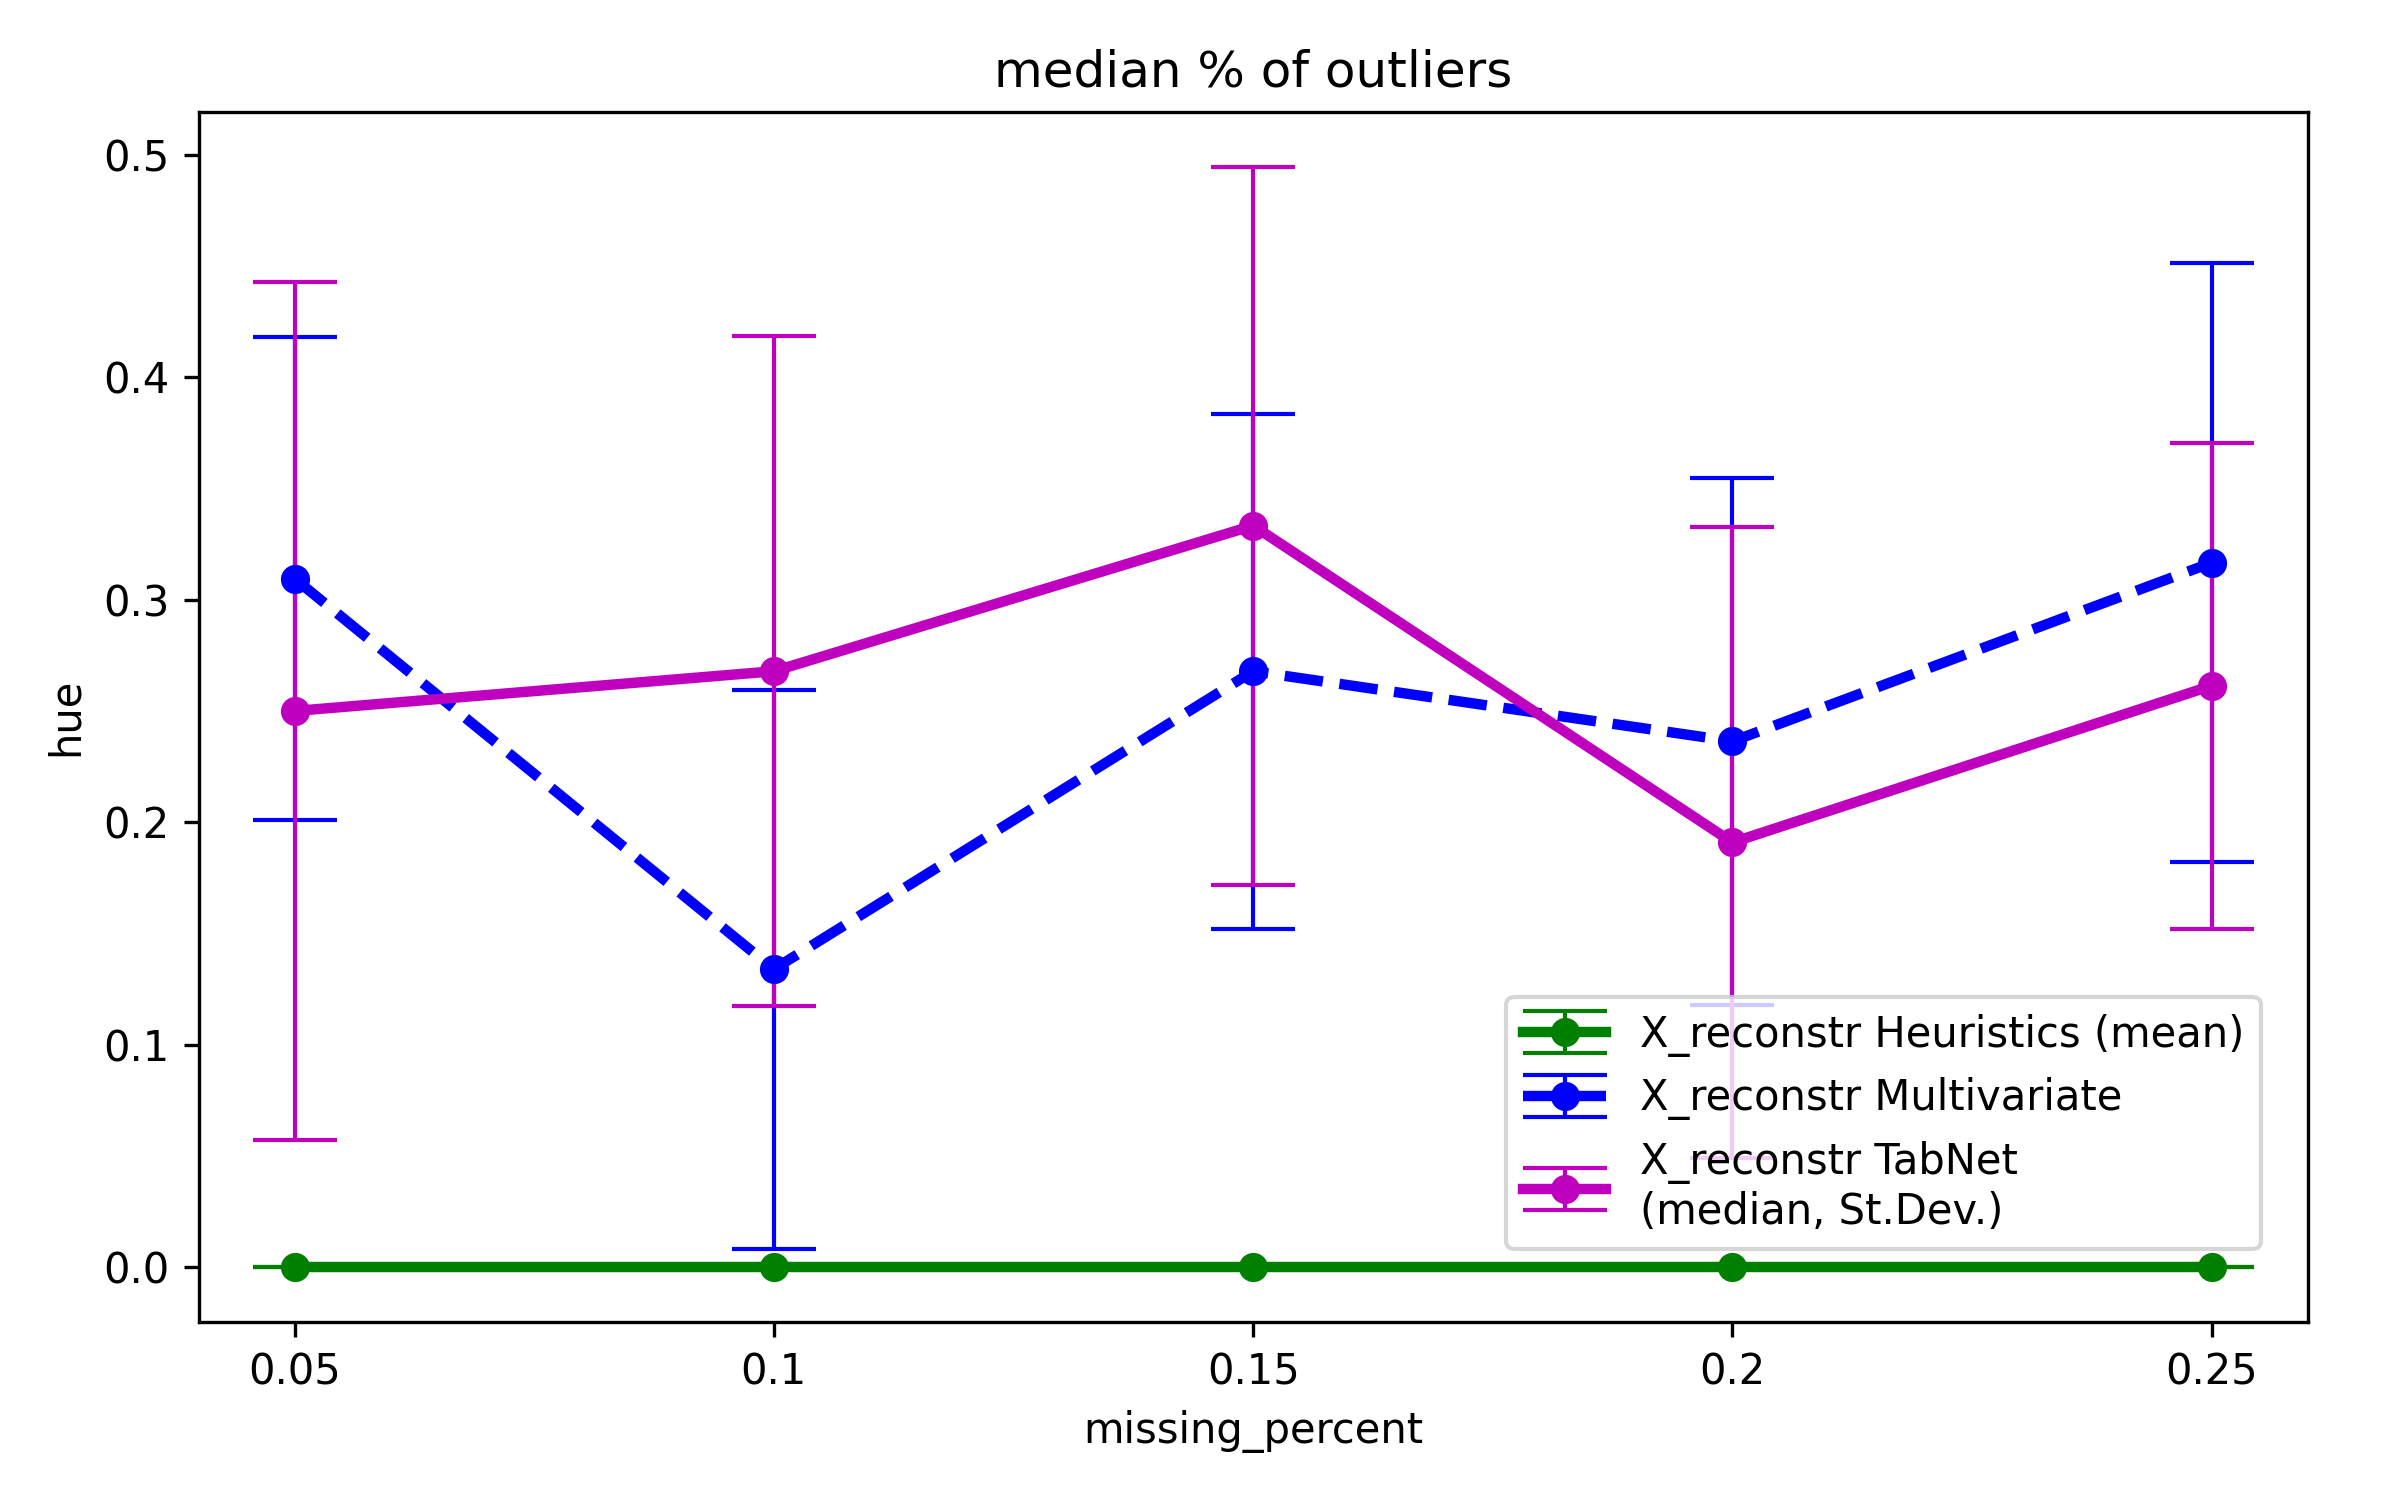 median % of outliers
0.5
0.4
0.3
0.2
0.1
0.0
hue
X_reconstr Heuristics (mean)
X_reconstr Multivariate
X_reconstr TabNet
(median, St.Dev.)
0.05
0.1
0.15
0.2
0.25
missing_percent